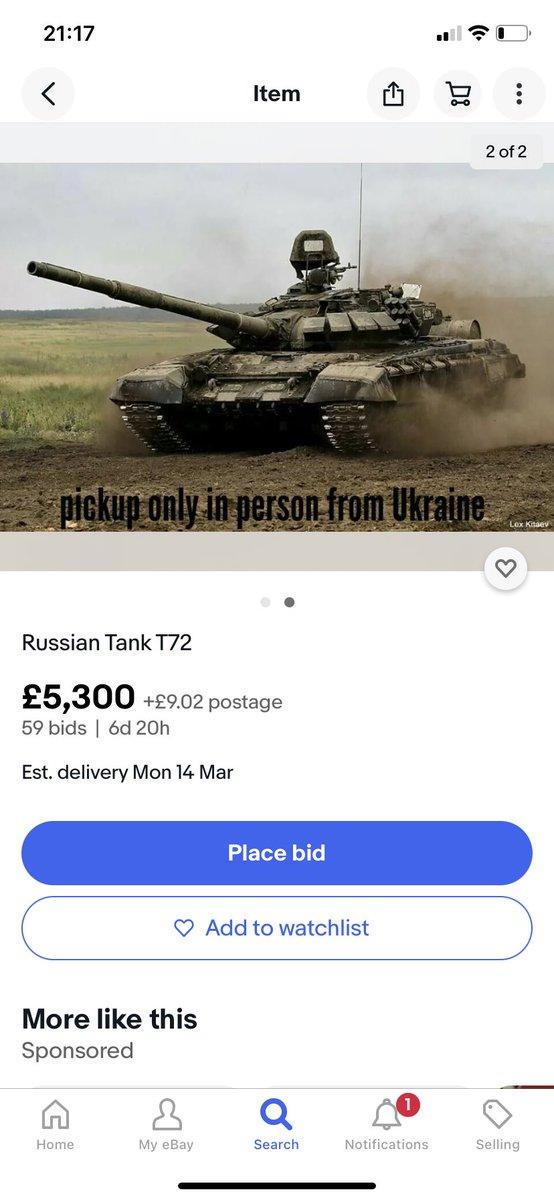 21:17
Item
2 of 2
pickup only in person from Ukraine
Lex Kitaev
Russian Tank T72
£5,300 +£9.02 postage
59 bids | 6d 20h
Est. delivery Mon 14 Mar
Place bid
Add to watchlist
More like this
Sponsored
1
Home My eBay Search Notifications Selling